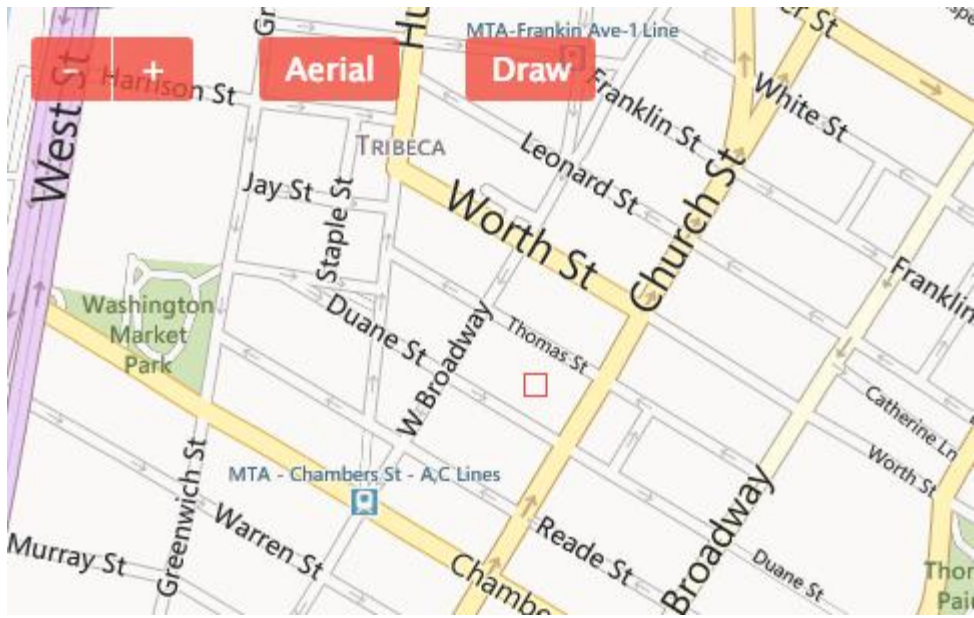 MTA-Frankin Ave-1 Line
-
+
Aerial
Draw
West St
Harrison St
Franklin St
White St
TRIBECA
Leonard St
Jay St
Staple St
Worth St
Church St
Franklin
Washington
Market
Park
Duane St
W Broadway
Thomas St
Catherine Ln
Worth St
MTA - Chambers St - A,C Lines
Greenwich St
Warren St
Murray St
Reade St
Broadway
Duane St